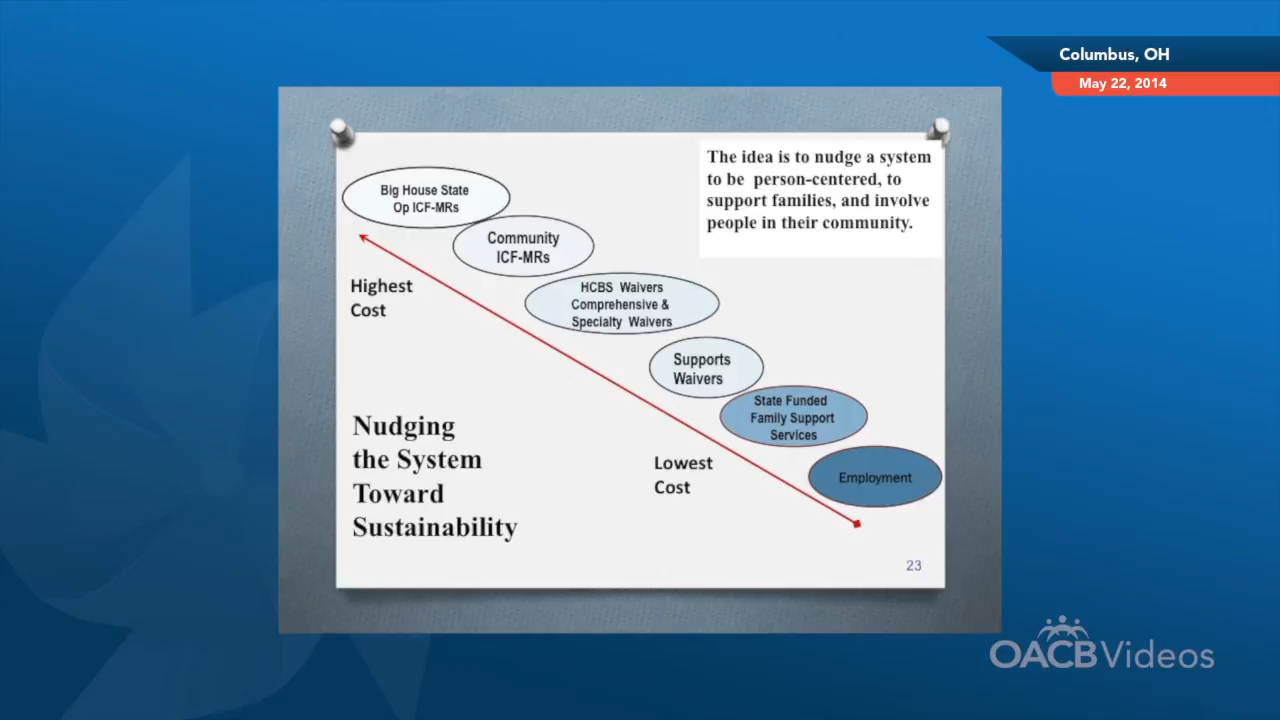 Columbus, OH
May 22, 2014
The idea is to nudge a system
to be person-centered, to
support families, and involve
people in their community.
Big House State
Op ICF-MRs
Community
ICF-MRs
HCBS Waivers
Comprehensive &
Specialty Waivers
Highest
Cost
Supports
Waivers
State Funded
Family Support
Services
Nudging
the System
Toward
Sustainability
Lowest
Cost
Employment
23
OACBVideos